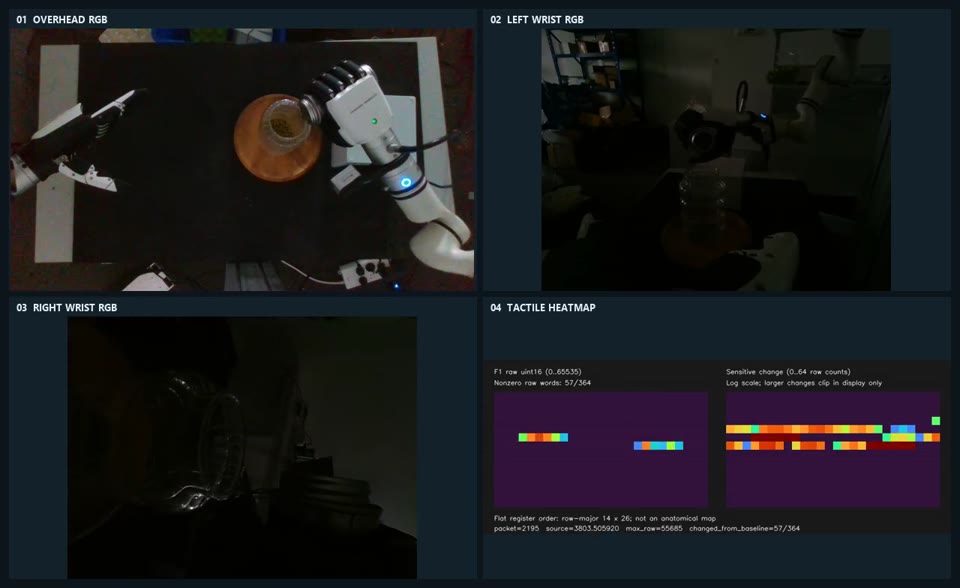 01 OVERHEAD RGB
02 LEFT WRIST RGB
03 RIGHT WRIST RGB
04 TACTILE HEATMAP
F1 raw uint16 (0..65535)
Nonzero raw words: 57/364
Sensitive change (0..64 raw counts)
Log scale; larger changes clip in display only
Flat register order: row-major 14 x 26; not an anatomical map
packet=2195 source=3803.505920 max_raw=55685 changed_from_baseline=57/364